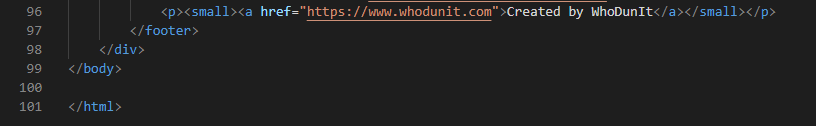 96 <p><small><a href="https://www.whodunit.com">Created by WhoDunIt</a></small></p>
97 </footer>
98 </div>
99 </body>
100
101 </html>